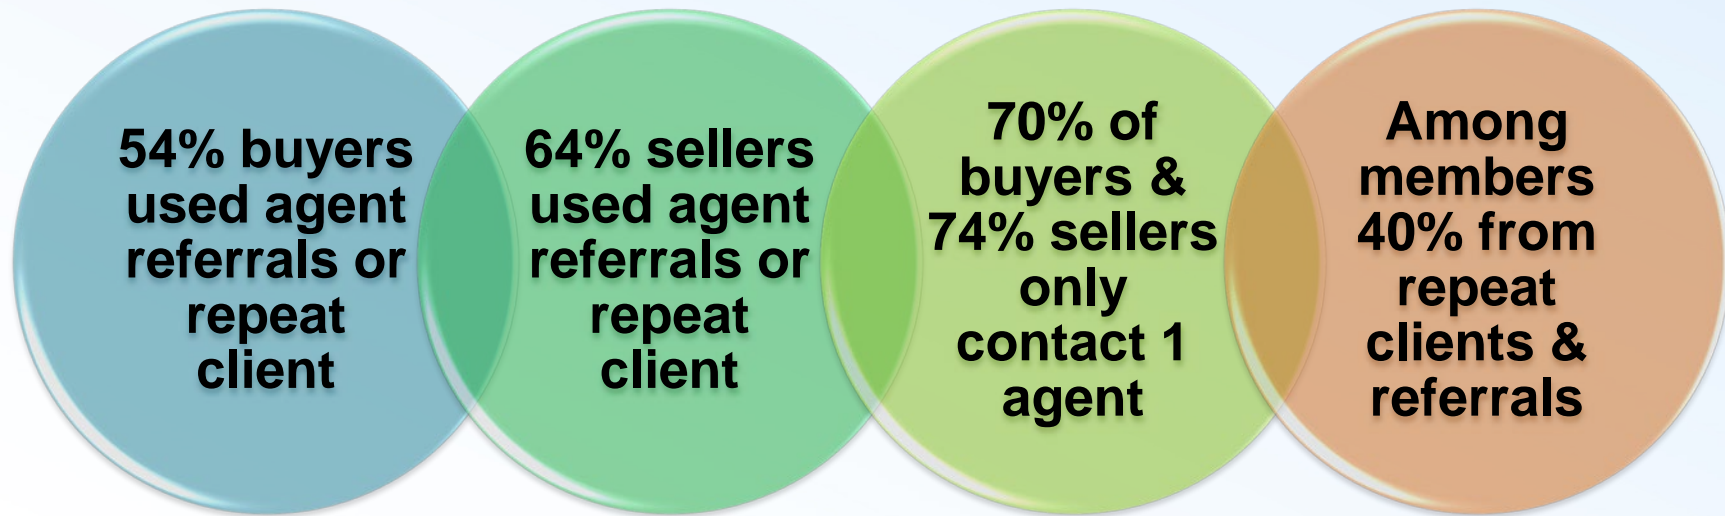 54% buyers
used agent
referrals or
repeat
client
64% sellers
used agent
referrals or
repeat
client
70% of
buyers &
74% sellers
only
contact 1
agent
Among
members
40% from
repeat
clients &
referrals